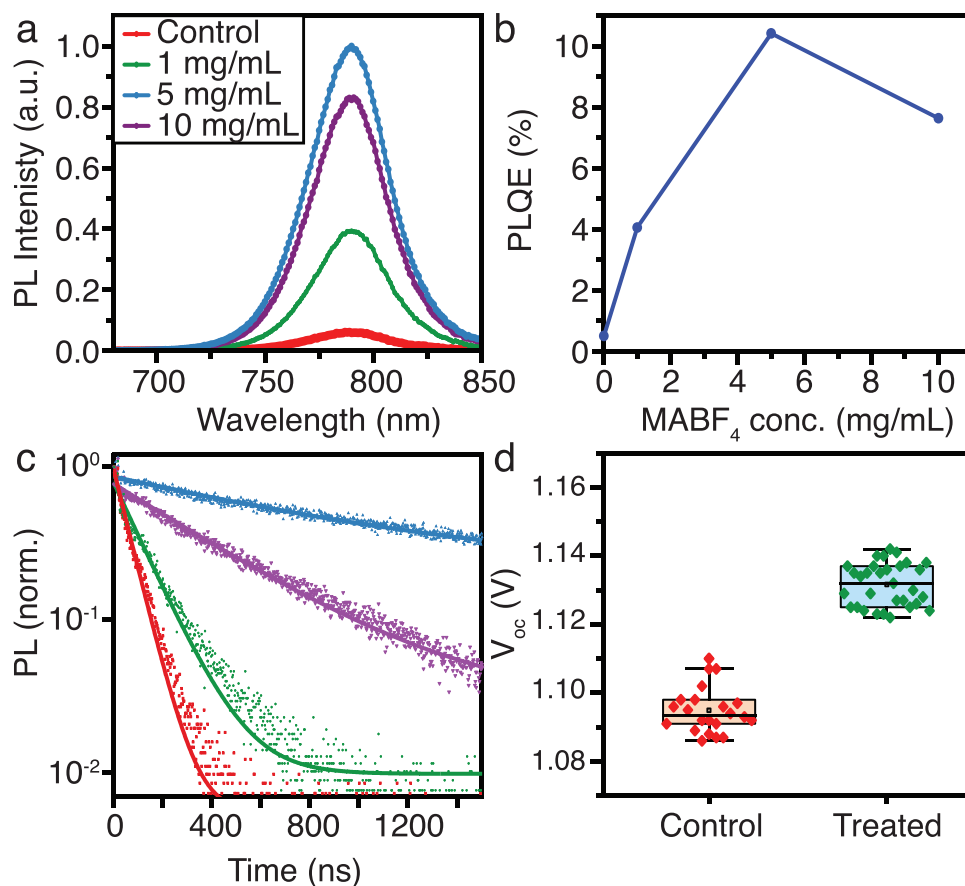 a
Control
1 mg/mL
5 mg/mL
10 mg/mL
PL Intenisty (a.u.)
1.0
0.8
0.6
0.4
0.2
0.0
700 750 800 850
Wavelength (nm)
b
PLQE (%)
10
8
6
4
2
0
0 2 4 6 8 10
MABF₄ conc. (mg/mL)
c
PL (norm.)
10⁰
10⁻¹
10⁻²
0 400 800 1200
Time (ns)
d
V_oc (V)
1.16
1.14
1.12
1.10
1.08
Control Treated